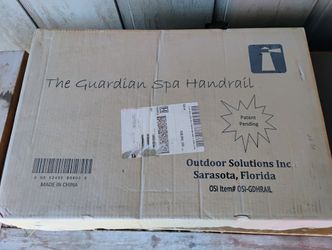 The Guardian Spa Handrail
Patent
Pending
MADE IN CHINA
Outdoor Solutions Inc
Sarasota, Florida
OSI Item# OSI-GDHRAIL